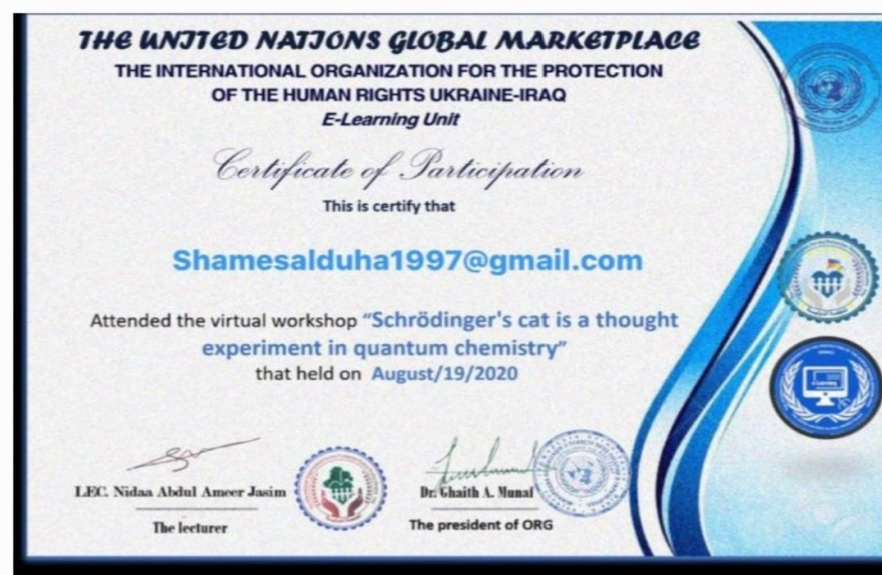 THE UNITED NATIONS GLOBAL MARKETPLACE
THE INTERNATIONAL ORGANIZATION FOR THE PROTECTION
OF THE HUMAN RIGHTS UKRAINE-IRAQ
E-Learning Unit
Certificate of Participation
This is certify that
Shamesalduha1997@gmail.com
Attended the virtual workshop “Schrödinger's cat is a thought
experiment in quantum chemistry”
that held on August/19/2020
LEC. Nidaa Abdul Ameer Jasim
The lecturer
Dr. Ghaith A. Munaf
The president of ORG